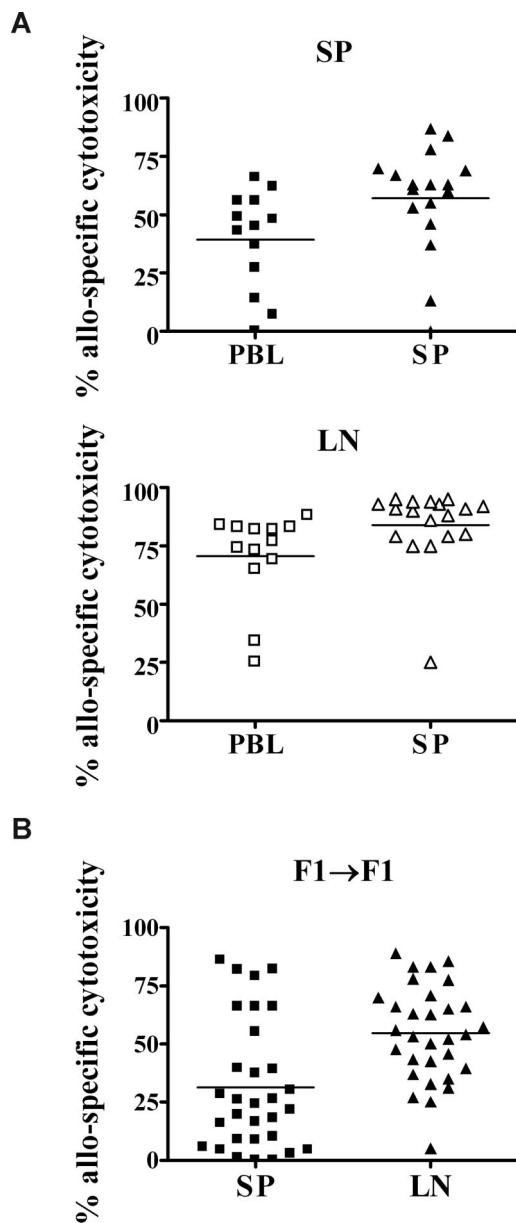 A
SP
% allo-specific cytotoxicity
100
75
50
25
0
PBL SP
LN
% allo-specific cytotoxicity
100
75
50
25
0
PBL SP
B
F1→F1
% allo-specific cytotoxicity
100
75
50
25
0
SP LN